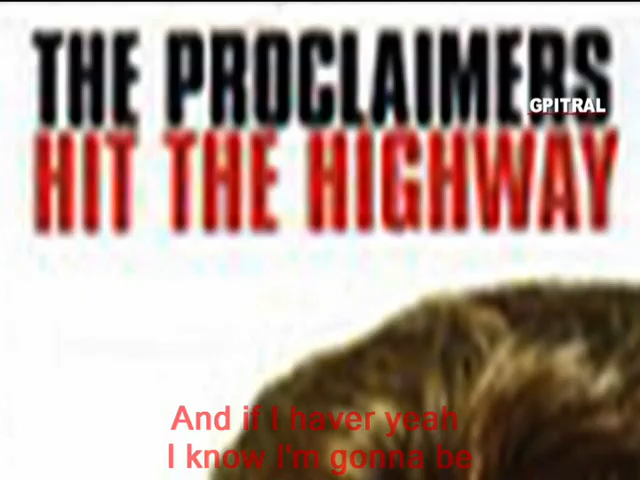 THE PROCLAIMERS
GPITRAL
HIT THE HIGHWAY
And if I haver yeah
I know I'm gonna be